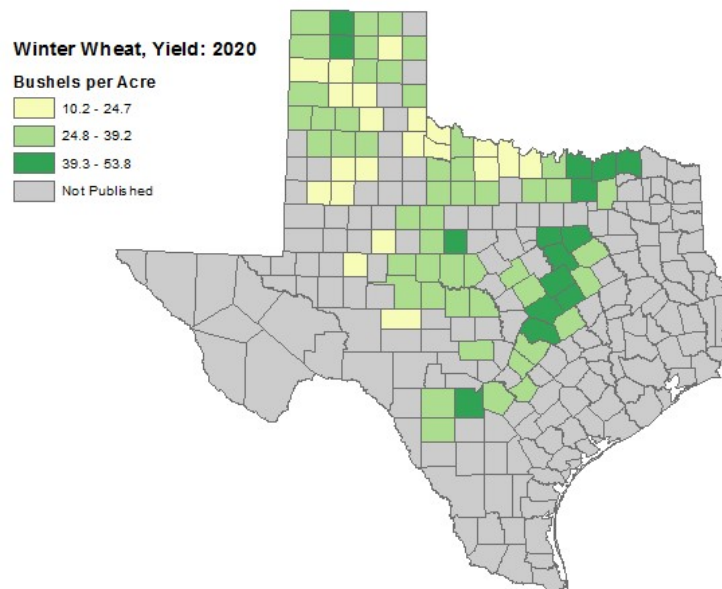 Winter Wheat, Yield: 2020
Bushels per Acre
10.2 - 24.7
24.8 - 39.2
39.3 - 53.8
Not Published